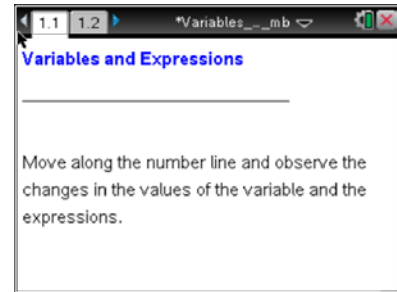 1.1 1.2 *Variables_._mb
Variables and Expressions
Move along the number line and observe the
changes in the values of the variable and the
expressions.